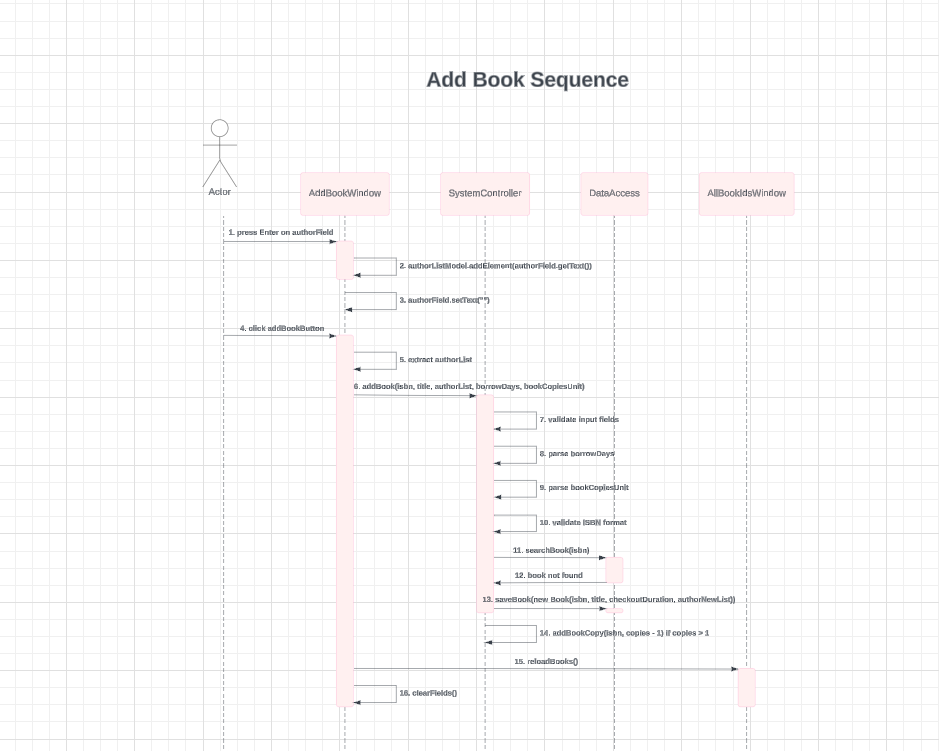 Add Book Sequence
Actor
AddBookWindow
SystemController
DataAccess
AllBookIdsWindow
1. press Enter on authorField
2. authorListModel.addElement(authorField.getText())
3. authorField.setText("")
4. click addBookButton
5. extract authorList
6. addBook(isbn, title, authorList, borrowDays, bookCopiesUnit)
7. validate input fields
8. parse borrowDays
9. parse bookCopiesUnit
10. validate ISBN format
11. searchBook(isbn)
12. book not found
13. saveBook(new Book(isbn, title, checkoutDuration, authorNewList))
14. addBookCopy(isbn, copies - 1) if copies > 1
15. reloadBooks()
16. clearFields()